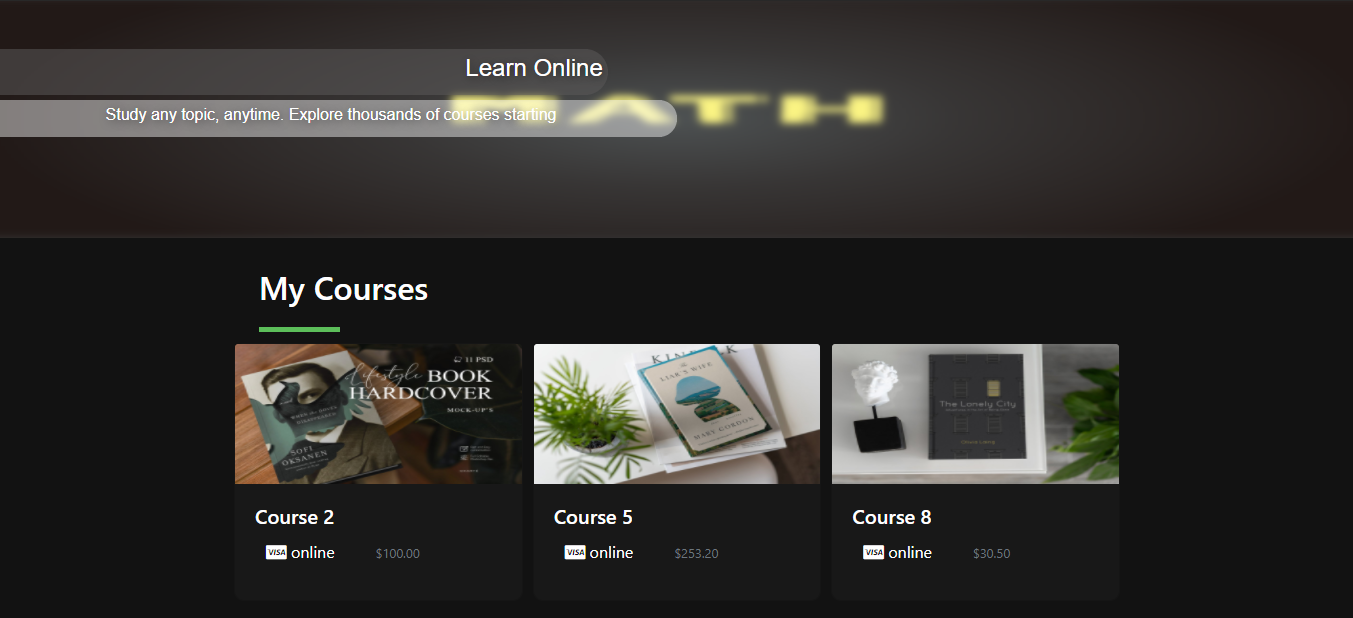 Learn Online
Study any topic, anytime. Explore thousands of courses starting
MATH
My Courses
11 PSD
Lifestyle BOOK
HARDCOVER
MOCK-UP'S
SOFI
OKSANEN
LIAR'S WIFE
MARY GORDON
The Lonely City
Course 2
VISA online
$100.00
Course 5
VISA online
$253.20
Course 8
VISA online
$30.50